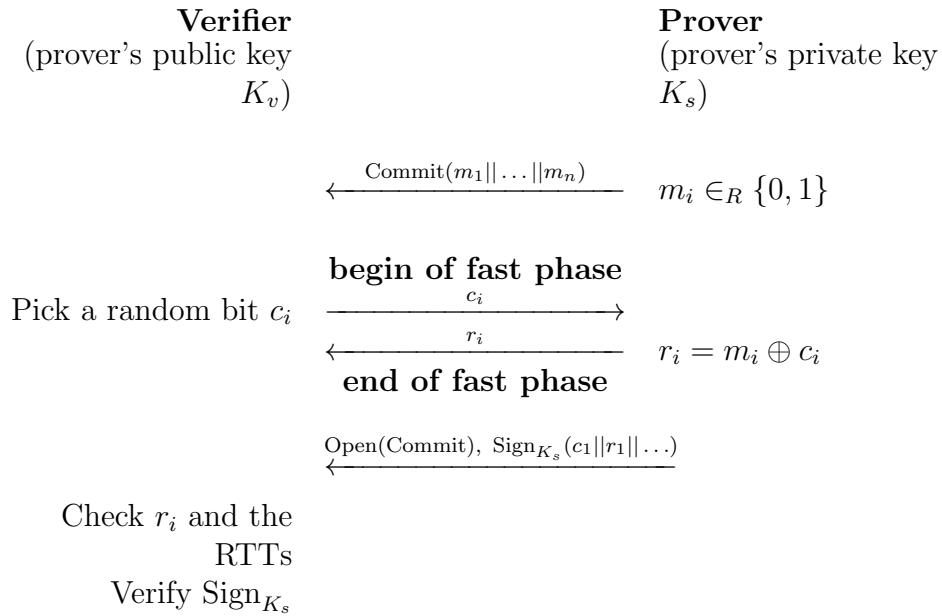 Verifier
(prover's public key
K_v)
Prover
(prover's private key
K_s)
Commit(m_1||...||m_n)
m_i ∈_R {0, 1}
begin of fast phase
Pick a random bit c_i
c_i
r_i
r_i = m_i ⊕ c_i
end of fast phase
Open(Commit), Sign_{K_s}(c_1||r_1||...)
Check r_i and the
RTTs
Verify Sign_{K_s}